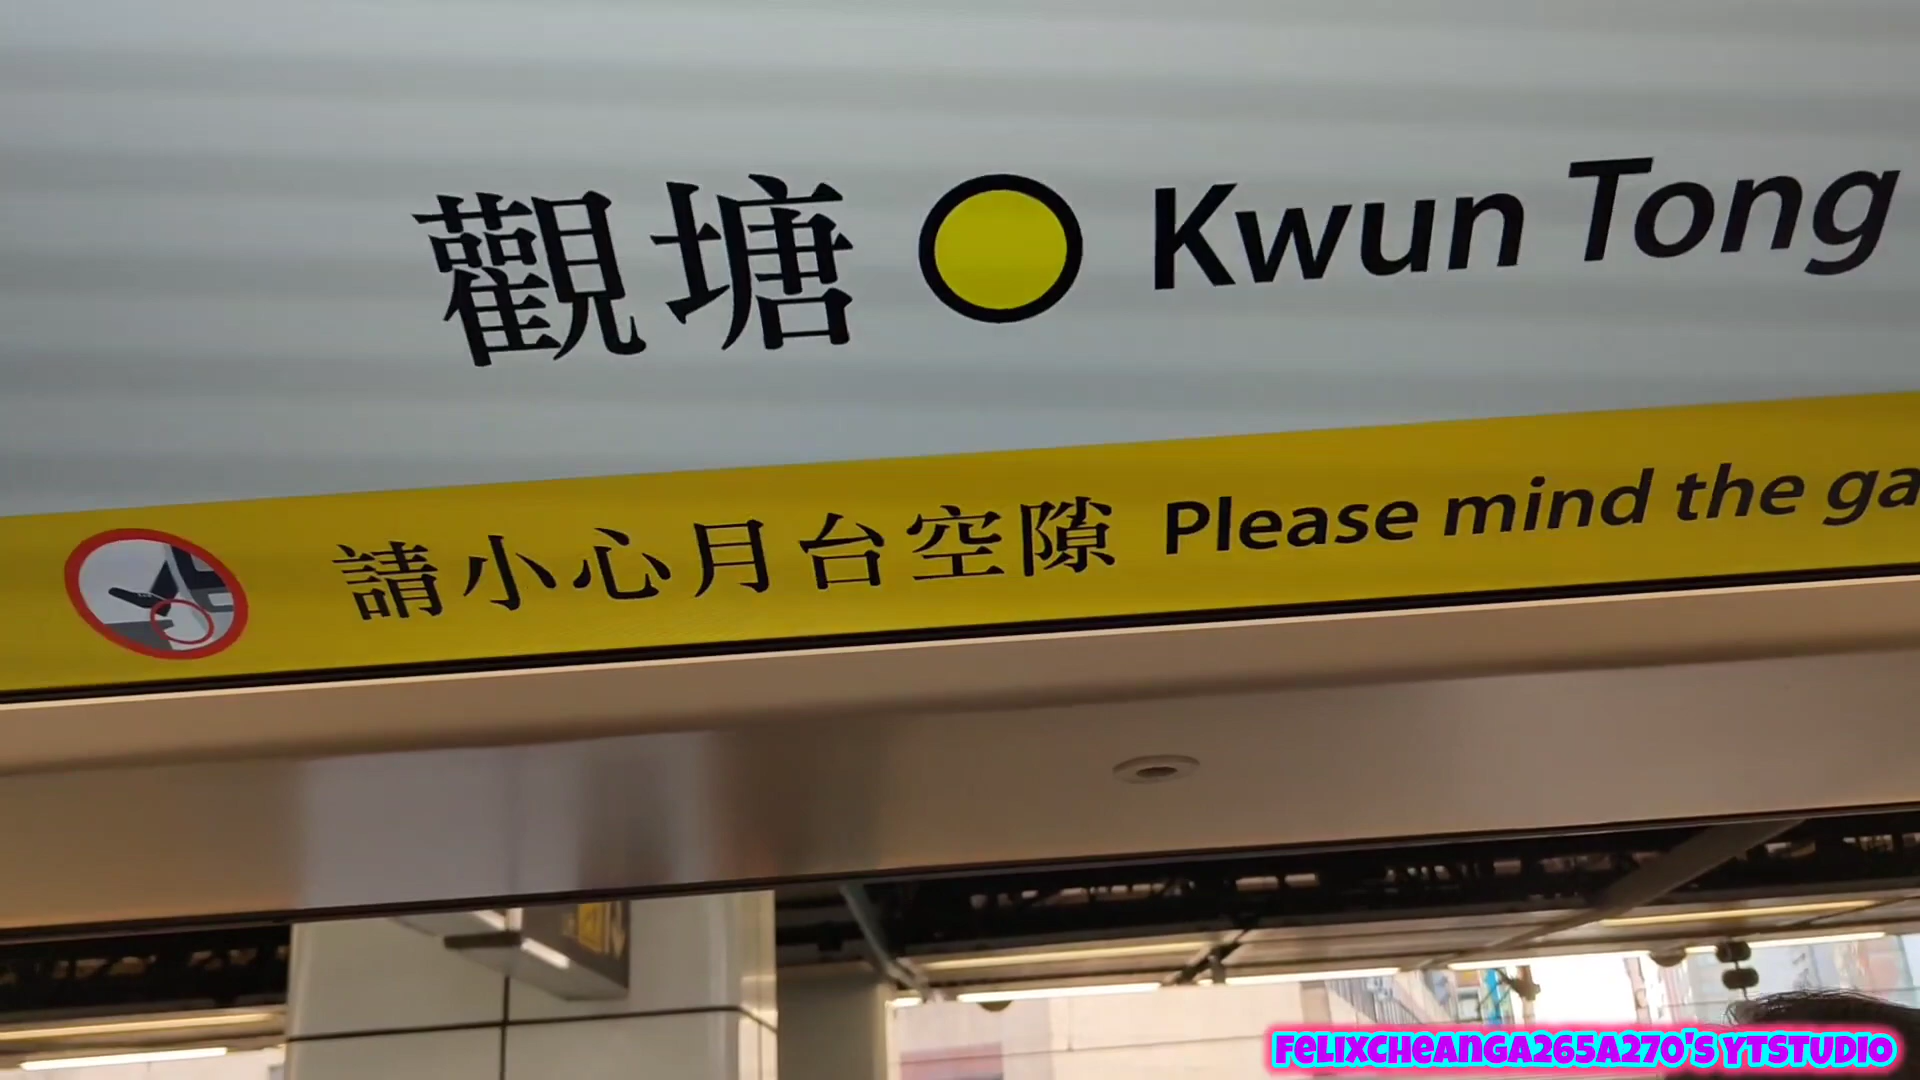 觀塘 Kwun Tong
請小心月台空隙 Please mind the ga
FELIXCHEANGA265A270'S YTSTUDIO